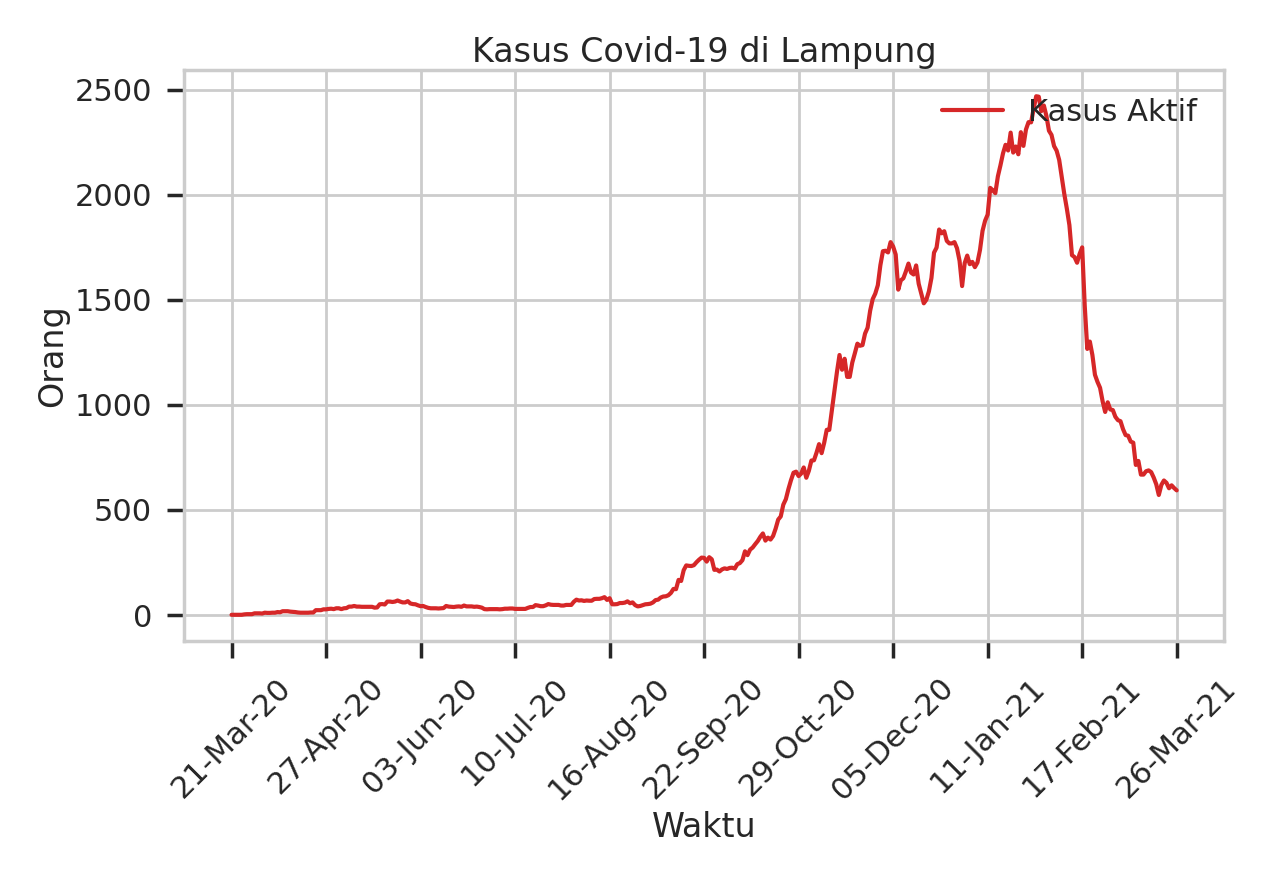 Kasus Covid-19 di Lampung
Kasus Aktif
2500
2000
1500
1000
500
0
Orang
21-Mar-20
27-Apr-20
03-Jun-20
10-Jul-20
16-Aug-20
22-Sep-20
29-Oct-20
05-Dec-20
11-Jan-21
17-Feb-21
26-Mar-21
Waktu